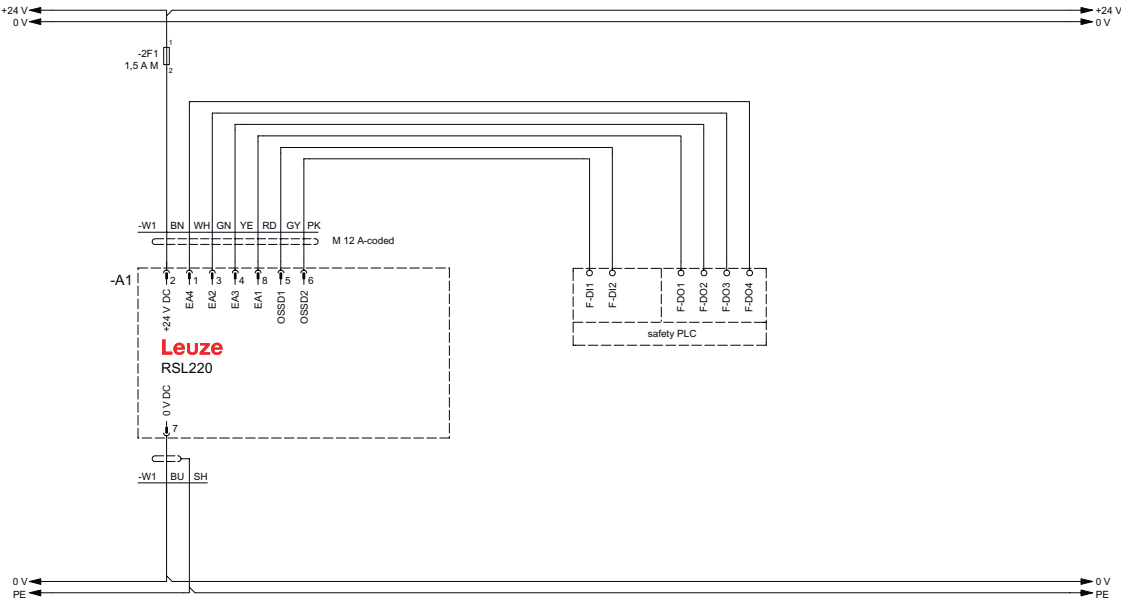 +24 V
+24 V
0 V
0 V
-2F1
1
1,5 A M
2
-W1 BN WH GN YE RD GY PK
M 12 A-coded
-A1
2 1 3 4 8 5 6
+24 V DC
EA4
EA2
EA3
EA1
OSSD1
OSSD2
F-DI1
F-DI2
F-DO1
F-DO2
F-DO3
F-DO4
safety PLC
Leuze
RSL220
0 V DC
7
-W1 BU SH
0 V
0 V
PE
PE